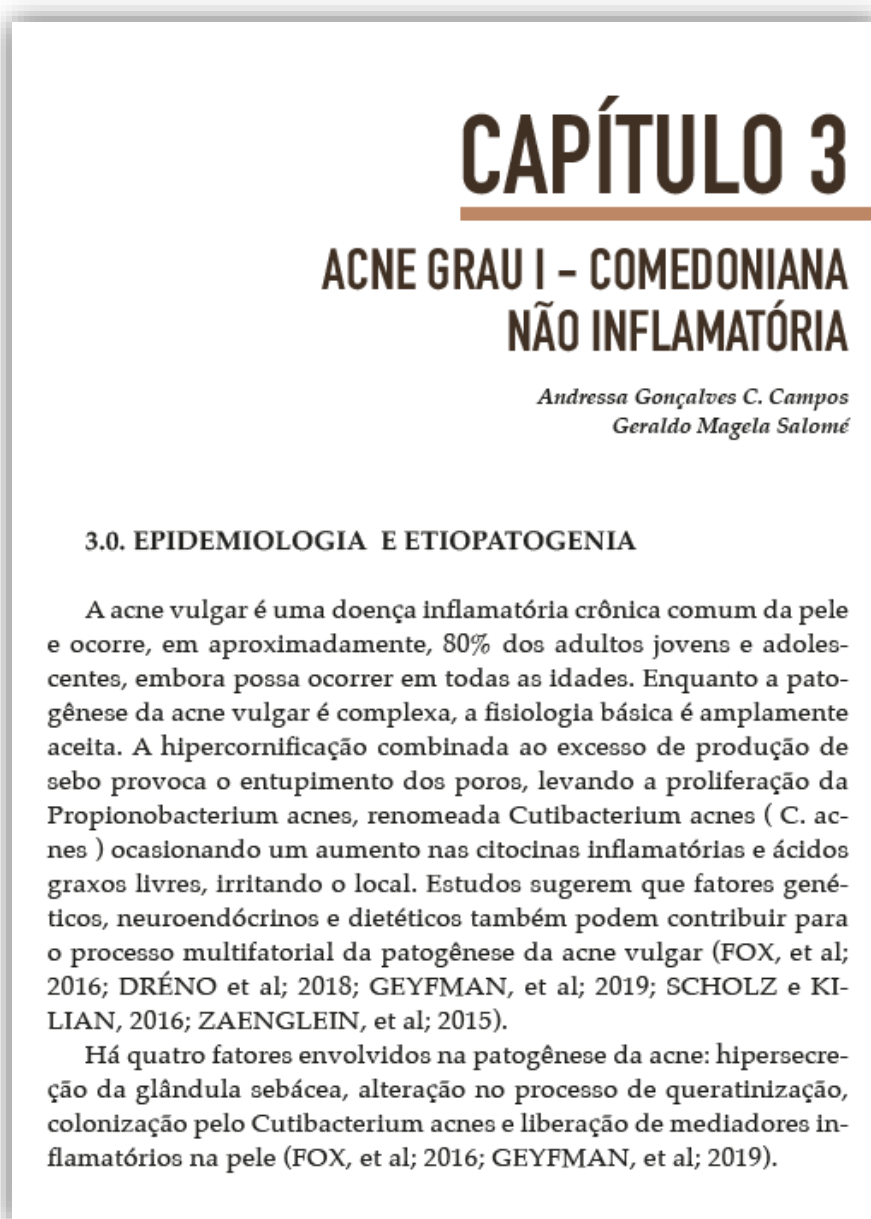 CAPÍTULO 3
ACNE GRAU I - COMEDONIANA
NÃO INFLAMATÓRIA
Andressa Gonçalves C. Campos
Geraldo Magela Salomé
3.0. EPIDEMIOLOGIA E ETIOPATOGENIA
A acne vulgar é uma doença inflamatória crônica comum da pele
e ocorre, em aproximadamente, 80% dos adultos jovens e adoles-
centes, embora possa ocorrer em todas as idades. Enquanto a pato-
gênese da acne vulgar é complexa, a fisiologia básica é amplamente
aceita. A hipercornificação combinada ao excesso de produção de
sebo provoca o entupimento dos poros, levando a proliferação da
Propionobacterium acnes, renomeada Cutibacterium acnes ( C. ac-
nes ) ocasionando um aumento nas citocinas inflamatórias e ácidos
graxos livres, irritando o local. Estudos sugerem que fatores gené-
ticos, neuroendócrinos e dietéticos também podem contribuir para
o processo multifatorial da patogênese da acne vulgar (FOX, et al;
2016; DRÉNO et al; 2018; GEYFMAN, et al; 2019; SCHOLZ e KI-
LIAN, 2016; ZAENGLEIN, et al; 2015).
Há quatro fatores envolvidos na patogênese da acne: hipersecre-
ção da glândula sebácea, alteração no processo de queratinização,
colonização pelo Cutibacterium acnes e liberação de mediadores in-
flamatórios na pele (FOX, et al; 2016; GEYFMAN, et al; 2019).